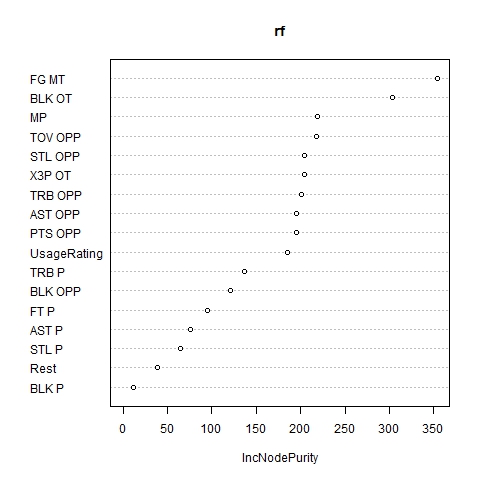 rf
FG MT
BLK OT
MP
TOV OPP
STL OPP
X3P OT
TRB OPP
AST OPP
PTS OPP
UsageRating
TRB P
BLK OPP
FT P
AST P
STL P
Rest
BLK P
0 50 100 150 200 250 300 350
IncNodePurity